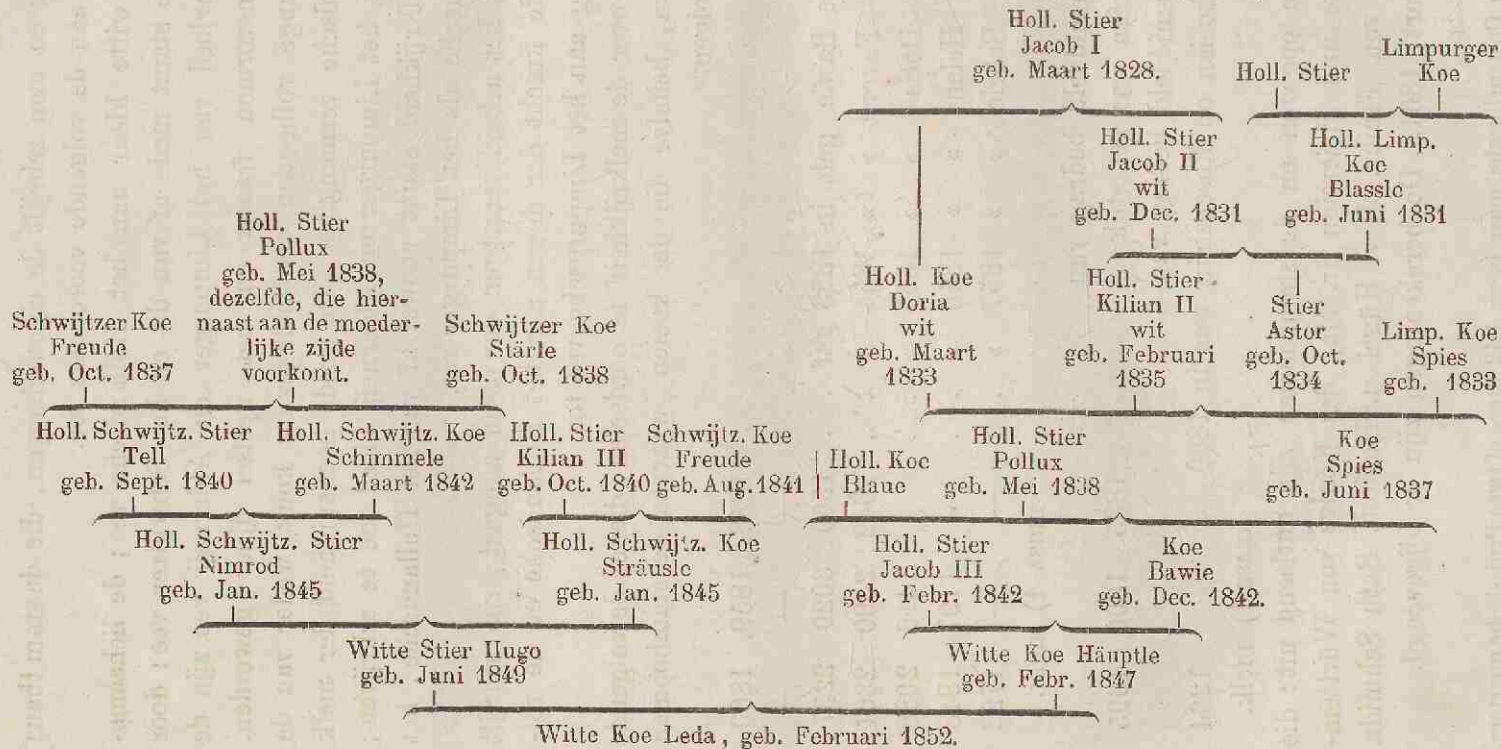 Holl. Stier
Jacob I
geb. Maart 1828.
Holl. Stier
Limpurger
Koe
Holl. Stier
Jacob II
wit
geb. Dec. 1831
Holl. Limp.
Koe
Blassle
geb. Juni 1831
Schwijtzer Koe
Freude
geb. Oct. 1837
Holl. Stier
Pollux
geb. Mei 1838,
dezelfde, die hier-
naast aan de moeder-
lijke zijde
voorkomt.
Schwijtzer Koe
Stärle
geb. Oct. 1838
Holl. Koe
Doria
wit
geb. Maart
1833
Holl. Stier
Kilian II
wit
geb. Februari
1835
Stier
Astor
geb. Oct.
1834
Limp. Koe
Spies
geb. 1833
Holl. Schwijtz. Stier
Tell
geb. Sept. 1840
Holl. Schwijtz. Koe
Schimmele
geb. Maart 1842
Holl. Stier
Kilian III
geb. Oct. 1840
Schwijtz. Koe
Freude
geb. Aug. 1841
Holl. Koe
Blaue
Holl. Stier
Pollux
geb. Mei 1838
Koe
Spies
geb. Juni 1837
Holl. Schwijtz. Stier
Nimrod
geb. Jan. 1845
Holl. Schwijtz. Koe
Sträusle
geb. Jan. 1845
Holl. Stier
Jacob III
geb. Febr. 1842
Koe
Bawie
geb. Dec. 1842.
Witte Stier Hugo
geb. Juni 1849
Witte Koe Häuptle
geb. Febr. 1847
Witte Koe Leda, geb. Februari 1852.